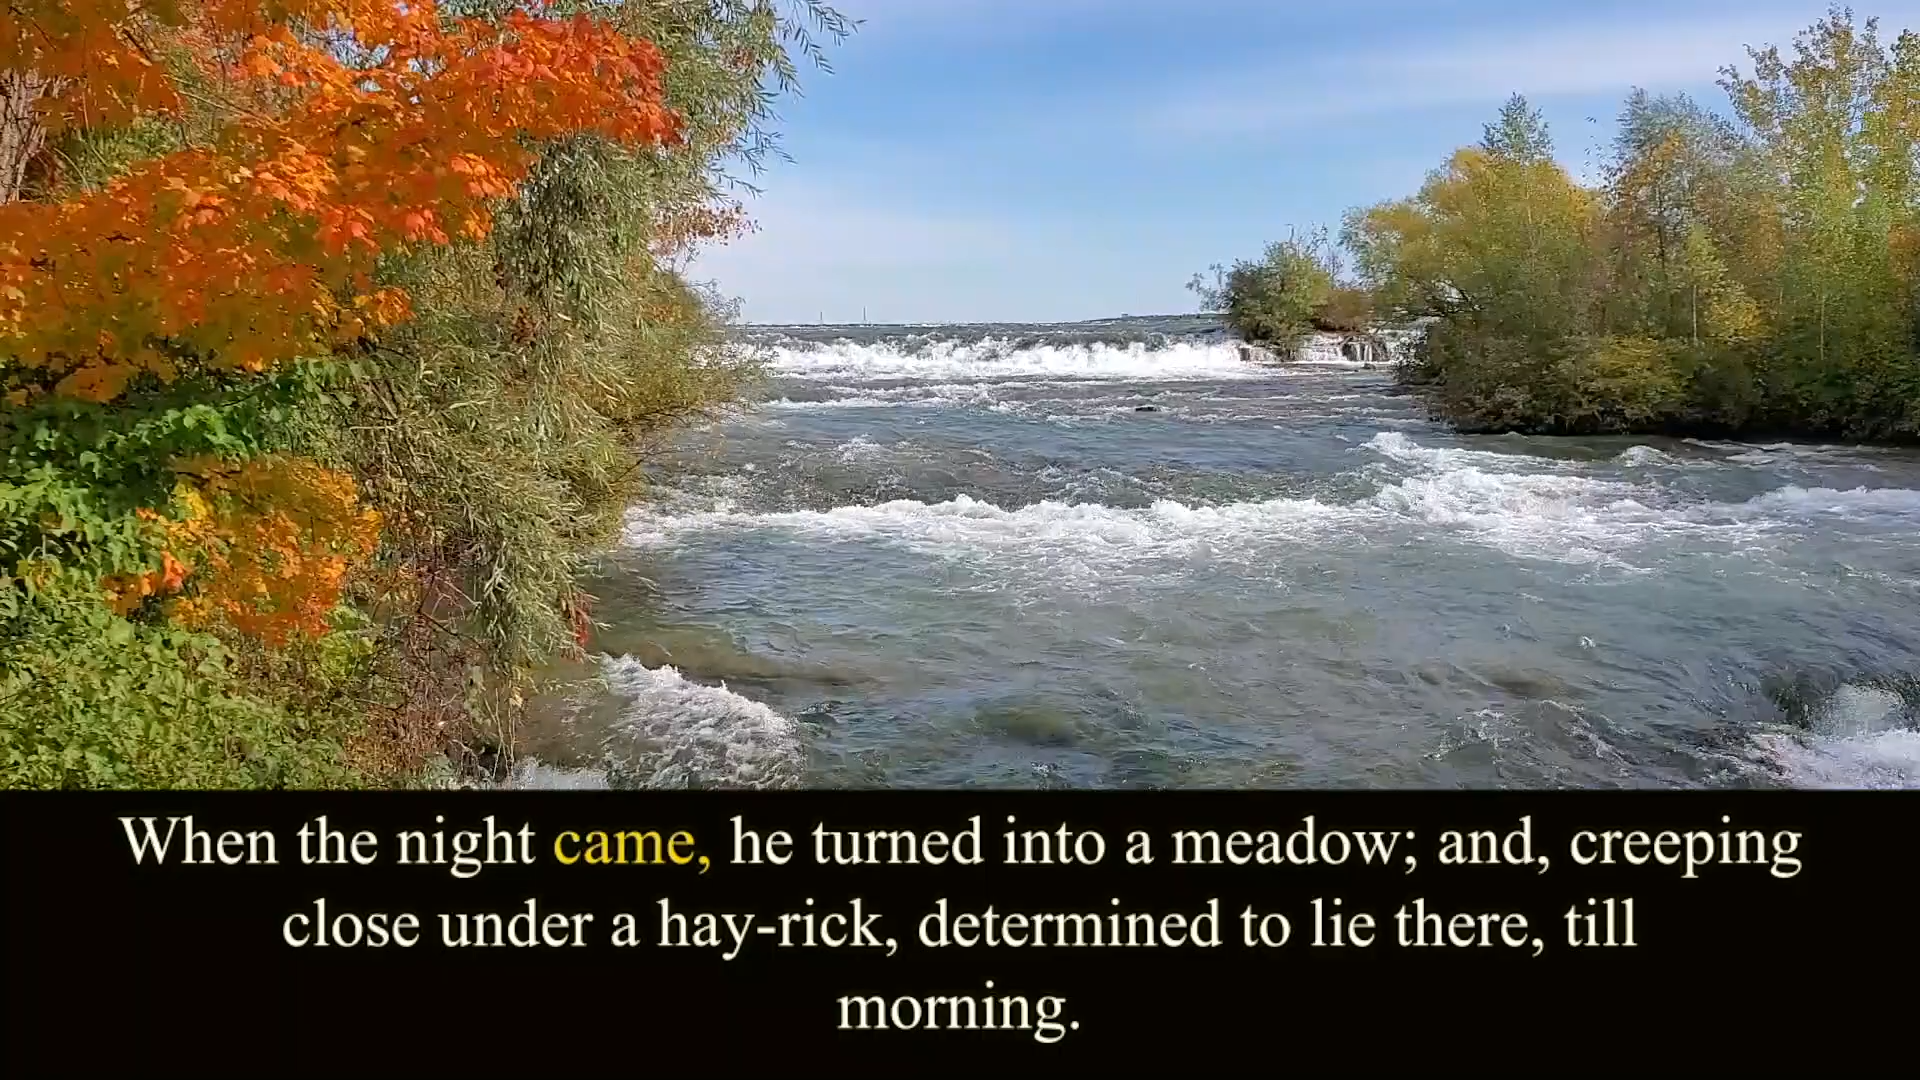 When the night came, he turned into a meadow; and, creeping
close under a hay-rick, determined to lie there, till
morning.